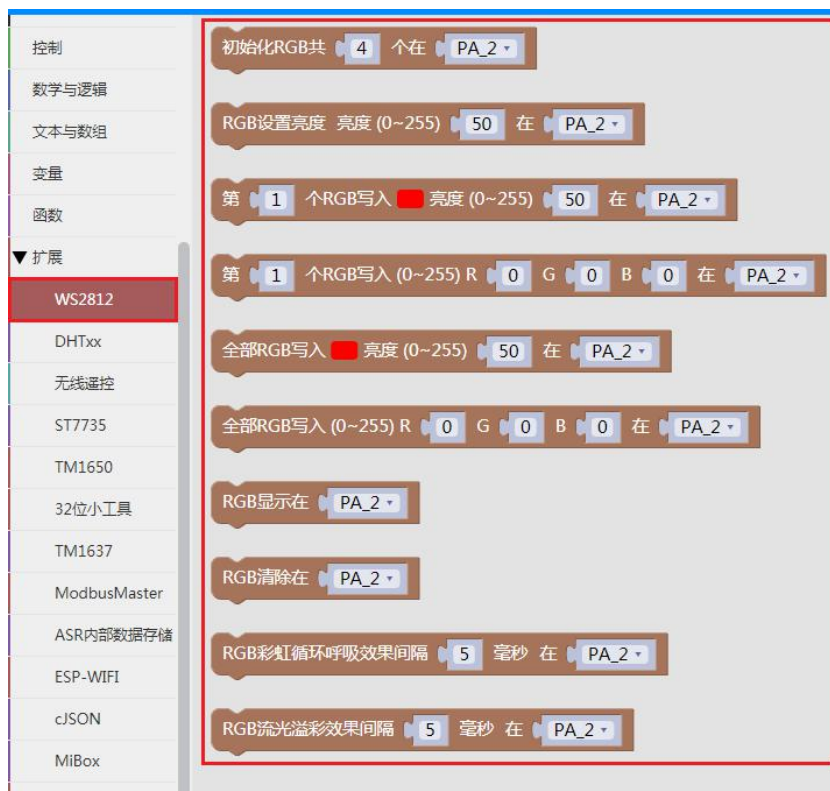 控制
数学与逻辑
文本与数组
变量
函数
扩展
WS2812
DHTxx
无线遥控
ST7735
TM1650
32位小工具
TM1637
ModbusMaster
ASR内部数据存储
ESP-WIFI
cJSON
MiBox
初始化RGB共 4 个在 PA_2
RGB设置亮度 亮度 (0~255) 50 在 PA_2
第 1 个RGB写入 亮度 (0~255) 50 在 PA_2
第 1 个RGB写入 (0~255) R 0 G 0 B 0 在 PA_2
全部RGB写入 亮度 (0~255) 50 在 PA_2
全部RGB写入 (0~255) R 0 G 0 B 0 在 PA_2
RGB显示在 PA_2
RGB清除在 PA_2
RGB彩虹循环呼吸效果间隔 5 毫秒 在 PA_2
RGB流光溢彩效果间隔 5 毫秒 在 PA_2